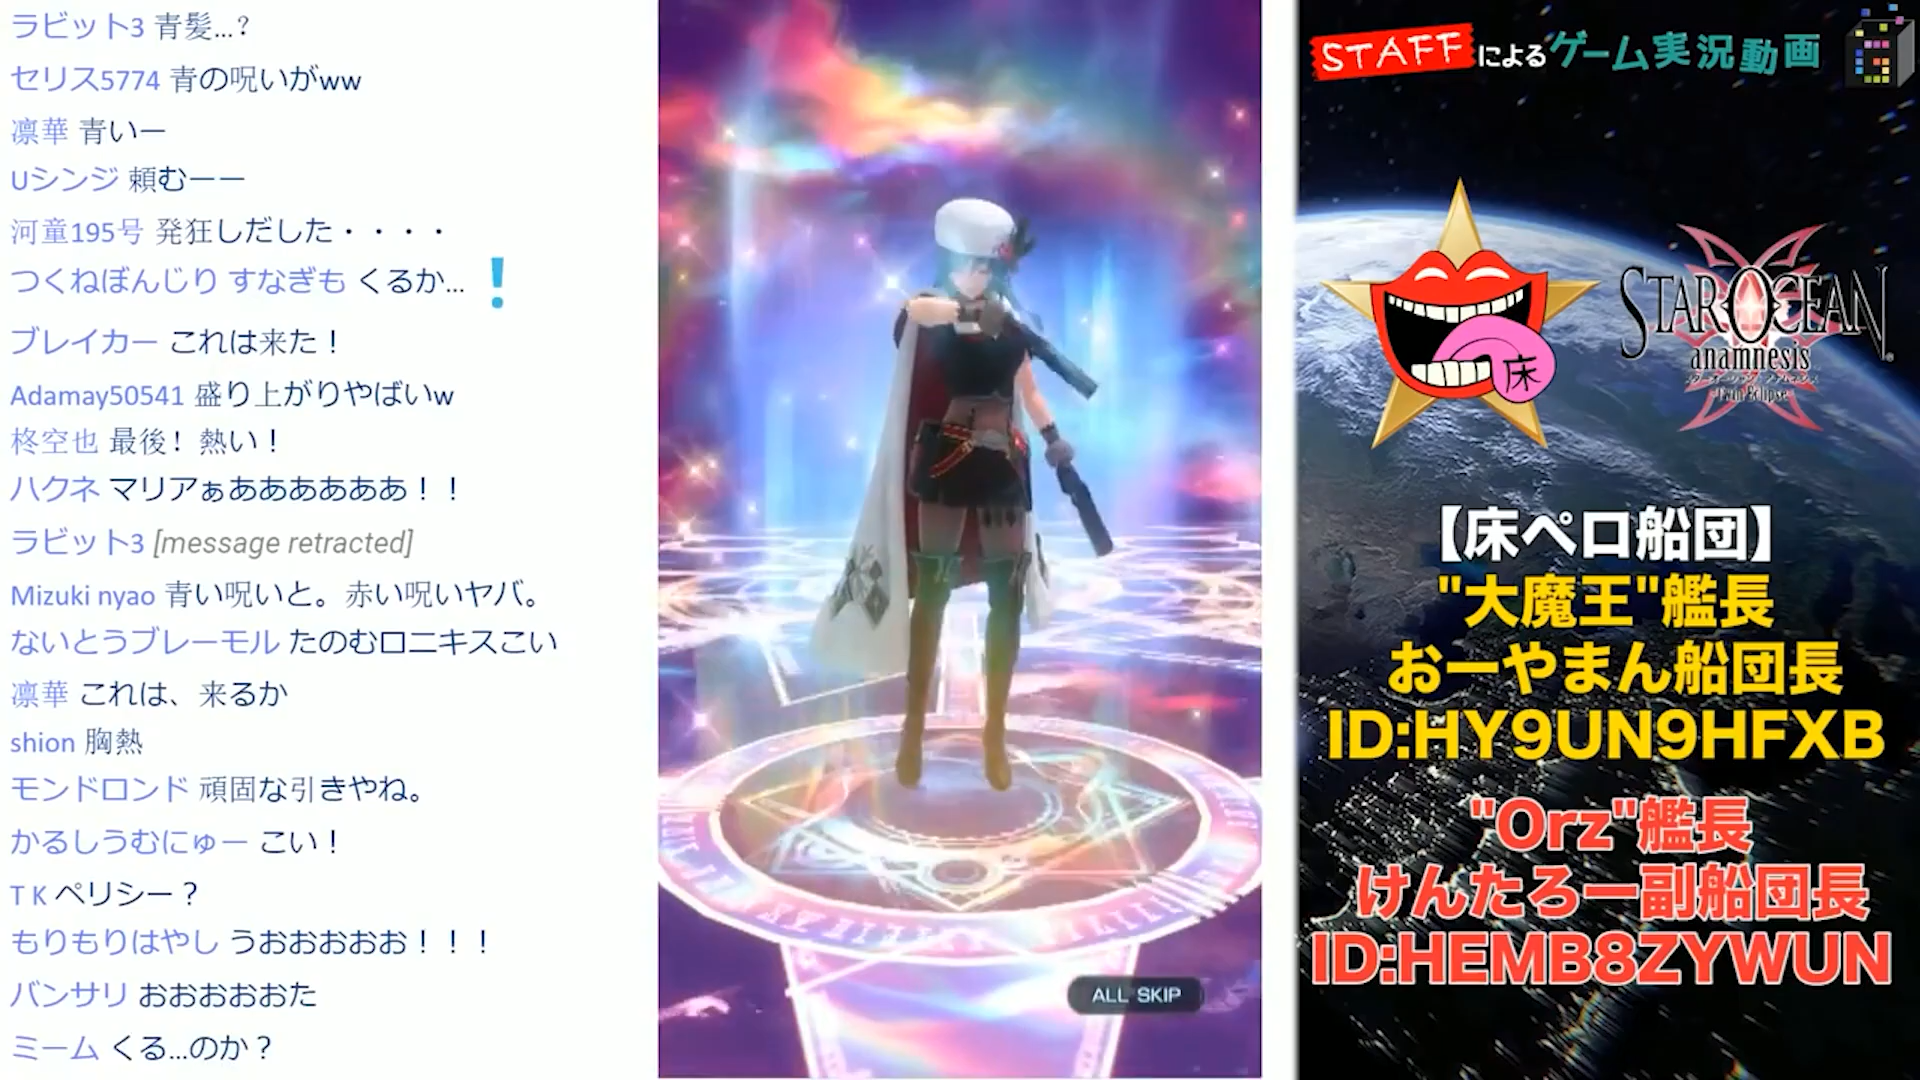 ラビット3 青髪...?
セリス5774 青の呪いがww
凛華 青いー
Uシンジ 頼むーー
河童195号 発狂しだした・・・・
つくねぼんじり すなぎも くるか... ❗
ブレイカー これは来た！
Adamay50541 盛り上がりやばいw
柊空也 最後！熱い！
ハクネ マリアぁああああああ！！
ラビット3 [message retracted]
Mizuki nyao 青い呪いと。赤い呪いヤバ。
ないとうブレーモル たのむロニキスこい
凛華 これは、来るか
shion 胸熱
モンドロンド 頑固な引きやね。
かるしうむにゅー こい！
T K ペリシー？
もりもりはやし うおおおおお！！！
バンサリ おおおおおた
ミーム くる...のか？
ALL SKIP
STAFFによるゲーム実況動画
床
STAR OCEAN
anamnesis
-Twin Eclipse-
【床ペロ船団】
"大魔王"艦長
おーやまん船団長
ID:HY9UN9HFXB
"Orz"艦長
けんたろー副船団長
ID:HEMB8ZYWUN